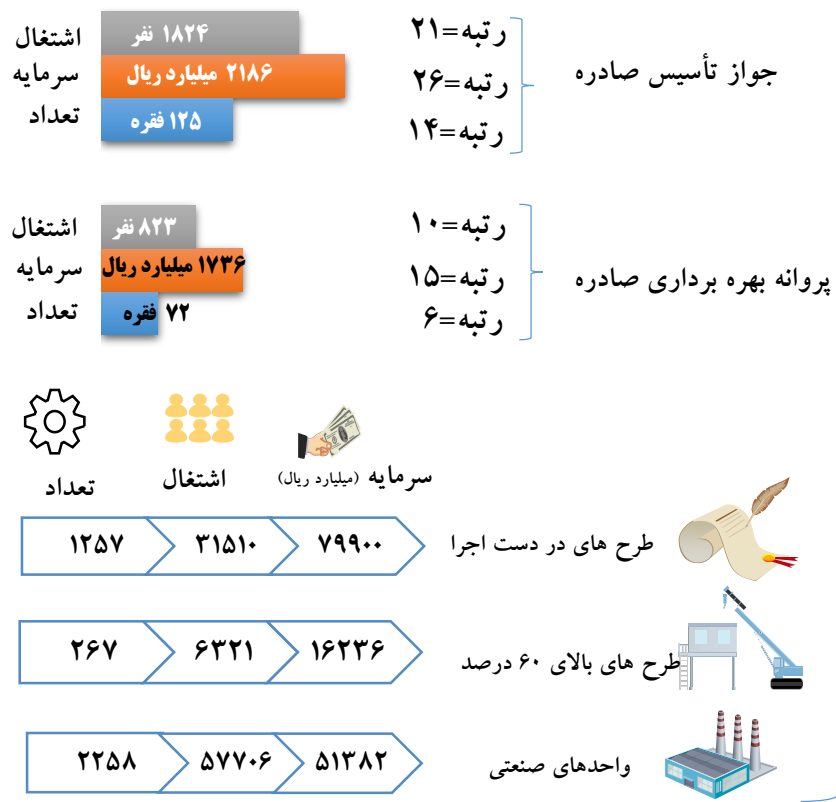 جواز تأسیس صادره
رتبه=۲۱
رتبه=۲۶
رتبه=۱۴
۱۸۲۴ نفر
۲۱۸۶ میلیارد ریال
۱۲۵ فقره
اشتغال
سرمایه
تعداد
پروانه بهره برداری صادره
رتبه=۱۰
رتبه=۱۵
رتبه=۶
۸۲۳ نفر
۱۷۳۶ میلیارد ریال
۷۲ فقره
اشتغال
سرمایه
تعداد
سرمایه (میلیارد ریال) اشتغال تعداد
طرح های در دست اجرا ۷۹۹۰۰ ۳۱۵۱۰ ۱۲۵۷
طرح های بالای ۶۰ درصد ۱۶۲۳۶ ۶۳۲۱ ۲۶۷
واحدهای صنعتی ۵۱۳۸۲ ۵۷۷۰۶ ۲۲۵۸